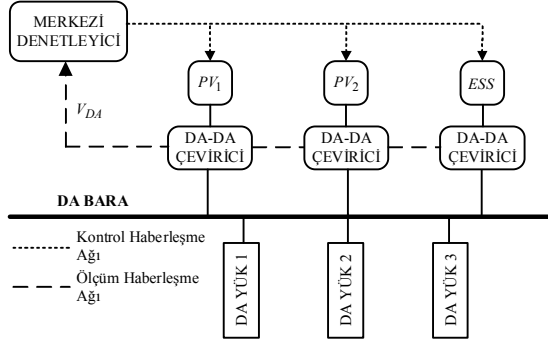 MERKEZİ
DENETLEYİCİ
PV1
PV2
ESS
VDA
DA-DA
ÇEVİRİCİ
DA-DA
ÇEVİRİCİ
DA-DA
ÇEVİRİCİ
DA BARA
Kontrol Haberleşme
Ağı
Ölçüm Haberleşme
Ağı
DA YÜK 1
DA YÜK 2
DA YÜK 3